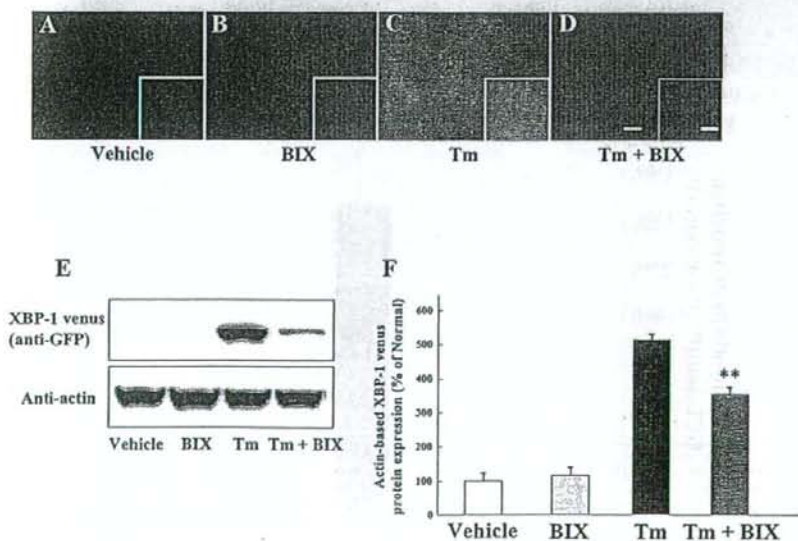 A B C D
Vehicle BIX Tm Tm + BIX
E
XBP-1 venus
(anti-GFP)
Anti-actin
Vehicle BIX Tm Tm + BIX
F
Actin-based XBP-1 venus
protein expression (% of Normal)
600
500
400
300
200
100
0
**
Vehicle BIX Tm Tm + BIX